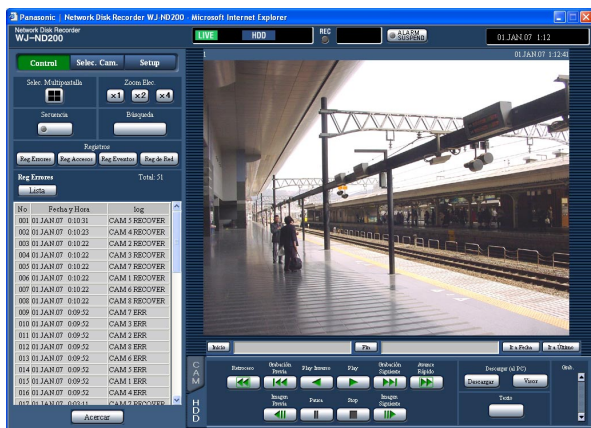 Panasonic | Network Disk Recorder WJ-ND200 - Microsoft Internet Explorer
Network Disk Recorder
WJ-ND200
LIVE HDD
REC
ALARM SUSPEND
01.JAN.07 1:12
Control Selec. Cam. Setup
1
01.JAN.07 1:12:41
Selec. Multipantalla
Zoom Elec.
x1 x2 x4
Secuencia
Búsqueda
Registros
Reg Errores Reg Accesos Reg Eventos Reg de Red
Reg Errores
Total: 51
Lista
No Fecha y Hora log
001 01.JAN.07 0:10:31 CAM 5 RECOVER
002 01.JAN.07 0:10:23 CAM 4 RECOVER
003 01.JAN.07 0:10:22 CAM 2 RECOVER
004 01.JAN.07 0:10:22 CAM 3 RECOVER
005 01.JAN.07 0:10:22 CAM 7 RECOVER
006 01.JAN.07 0:10:22 CAM 1 RECOVER
007 01.JAN.07 0:10:22 CAM 6 RECOVER
008 01.JAN.07 0:10:22 CAM 8 RECOVER
009 01.JAN.07 0:09:52 CAM 7 ERR
010 01.JAN.07 0:09:52 CAM 3 ERR
011 01.JAN.07 0:09:52 CAM 2 ERR
012 01.JAN.07 0:09:52 CAM 8 ERR
013 01.JAN.07 0:09:52 CAM 6 ERR
014 01.JAN.07 0:09:52 CAM 5 ERR
015 01.JAN.07 0:09:52 CAM 1 ERR
016 01.JAN.07 0:09:52 CAM 4 ERR
017 01.JAN.07 0:03:11 CAM 7 RECOVER
Acercar
Inicio
Fin
Ir a Fecha
Ir a Último
CAM
HDD
Retroceso
Grabación Previa
Play Inverso
Play
Grabación Siguiente
Avance Rápido
Imagen Previa
Pausa
Stop
Imagen Siguiente
Descargar (al PC)
Descargar Visor
Texto